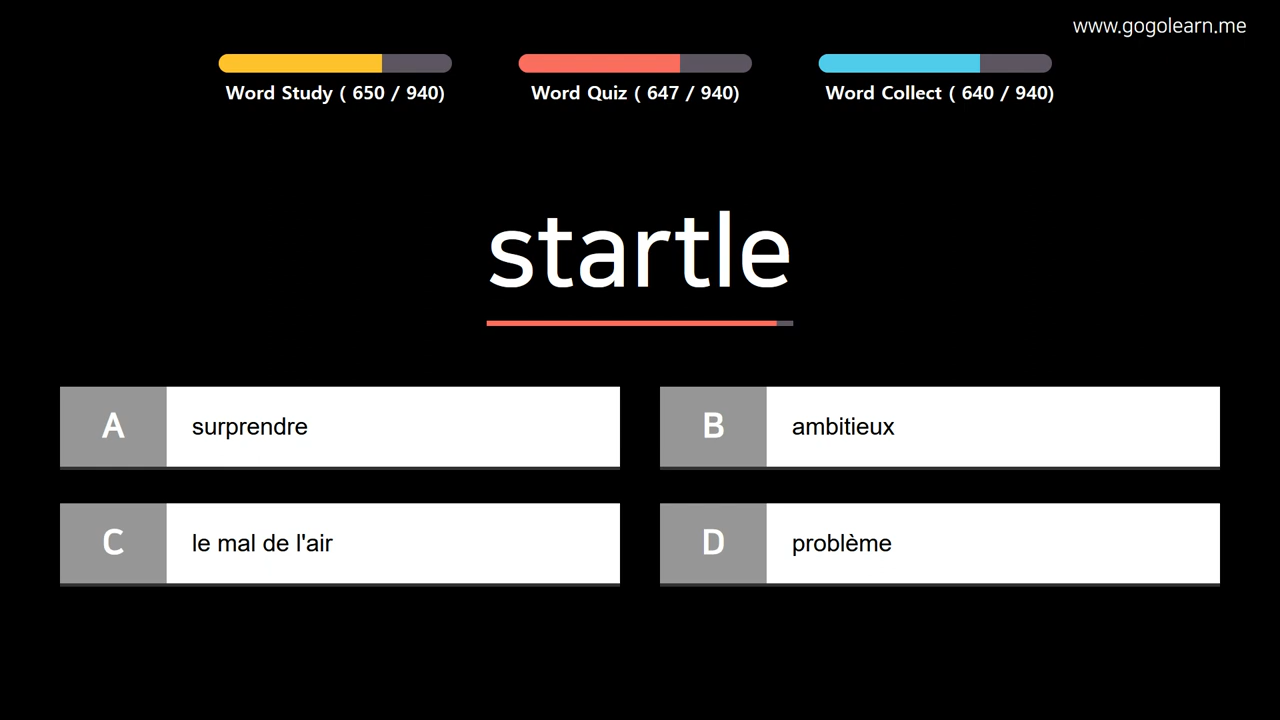 www.gogolearn.me
Word Study ( 650 / 940)
Word Quiz ( 647 / 940)
Word Collect ( 640 / 940)
startle
A surprendre
B ambitieux
C le mal de l'air
D problème